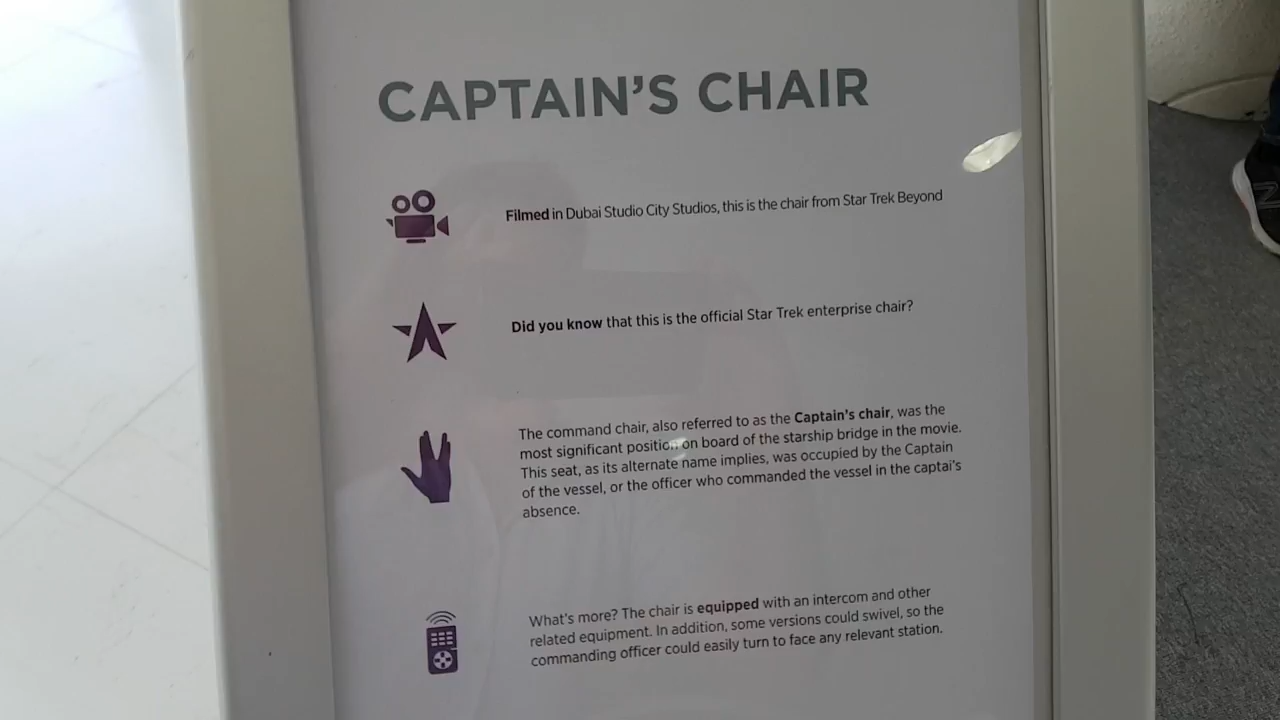 CAPTAIN'S CHAIR
Filmed in Dubai Studio City Studios, this is the chair from Star Trek Beyond
Did you know that this is the official Star Trek enterprise chair?
The command chair, also referred to as the Captain's chair, was the
most significant position on board of the starship bridge in the movie.
This seat, as its alternate name implies, was occupied by the Captain
of the vessel, or the officer who commanded the vessel in the captai's
absence.
What's more? The chair is equipped with an intercom and other
related equipment. In addition, some versions could swivel, so the
commanding officer could easily turn to face any relevant station.